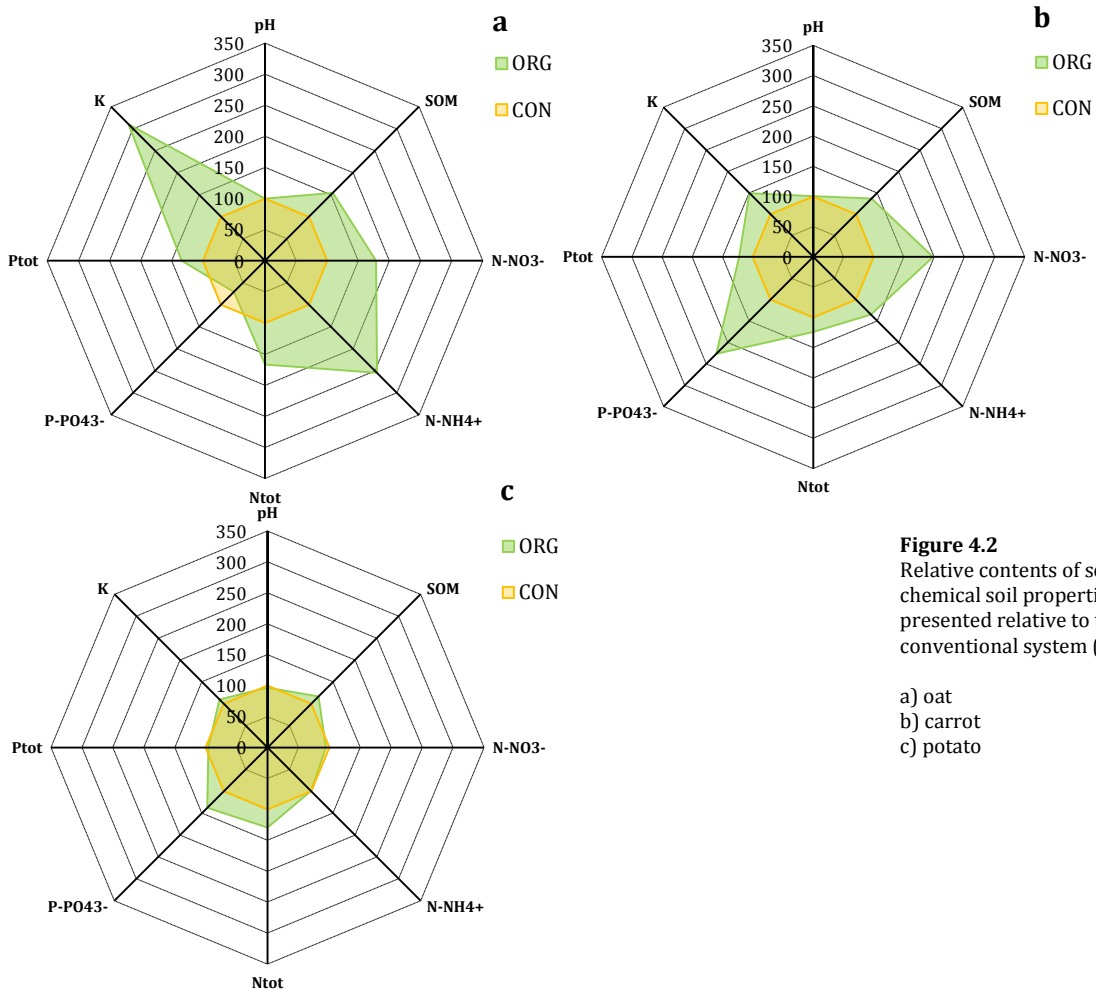 a
pH
350
300
250
200
150
100
50
0
SOM
N-NO3-
N-NH4+
Ntot
P-PO43-
Ptot
K
ORG
CON
b
pH
350
300
250
200
150
100
50
0
SOM
N-NO3-
N-NH4+
Ntot
P-PO43-
Ptot
K
ORG
CON
c
pH
350
300
250
200
150
100
50
0
SOM
N-NO3-
N-NH4+
Ntot
P-PO43-
Ptot
K
ORG
CON
Figure 4.2
Relative contents of
chemical soil
presented relative to
conventional system (
a) oat
b) carrot
c) potato